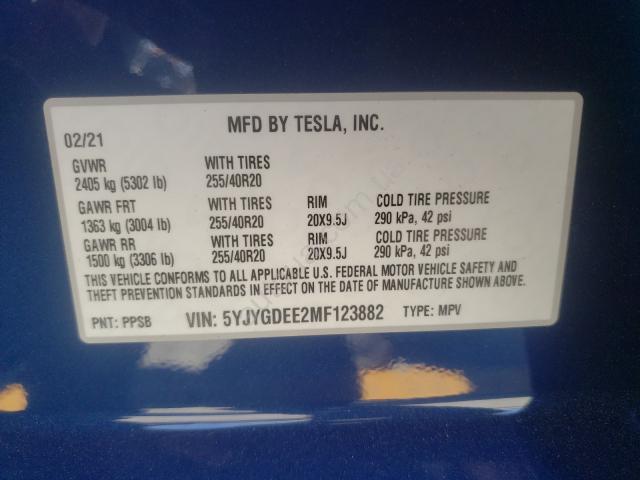 MFD BY TESLA, INC.
02/21
GVWR WITH TIRES
2405 kg (5302 lb) 255/40R20
GAWR FRT WITH TIRES RIM COLD TIRE PRESSURE
1363 kg (3004 lb) 255/40R20 20X9.5J 290 kPa, 42 psi
GAWR RR WITH TIRES RIM COLD TIRE PRESSURE
1500 kg (3306 lb) 255/40R20 20X9.5J 290 kPa, 42 psi
THIS VEHICLE CONFORMS TO ALL APPLICABLE U.S. FEDERAL MOTOR VEHICLE SAFETY AND
THEFT PREVENTION STANDARDS IN EFFECT ON THE DATE OF MANUFACTURE SHOWN ABOVE.
PNT: PPSB VIN: 5YJYGDEE2MF123882 TYPE: MPV